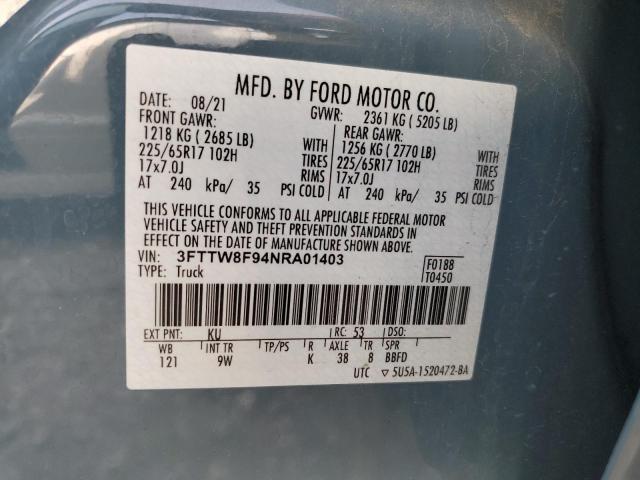 MFD. BY FORD MOTOR CO.
DATE: 08/21 GVWR: 2361 KG ( 5205 LB)
FRONT GAWR: REAR GAWR:
1218 KG ( 2685 LB) WITH 1256 KG ( 2770 LB) WITH
225/65R17 102H TIRES 225/65R17 102H TIRES
17x7.0J RIMS 17x7.0J RIMS
AT 240 kPa/ 35 PSI COLD AT 240 kPa/ 35 PSI COLD
THIS VEHICLE CONFORMS TO ALL APPLICABLE FEDERAL MOTOR
VEHICLE SAFETY AND THEFT PREVENTION STANDARDS IN
EFFECT ON THE DATE OF MANUFACTURE SHOWN ABOVE.
VIN: 3FTTW8F94NRA01403 F0188
TYPE: Truck T0450
EXT PNT: KU RC: 53 DSO:
WB INT TR TP/PS R AXLE TR SPR
121 9W K 38 8 BBFD
UTC ▽ 5U5A-1520472-BA